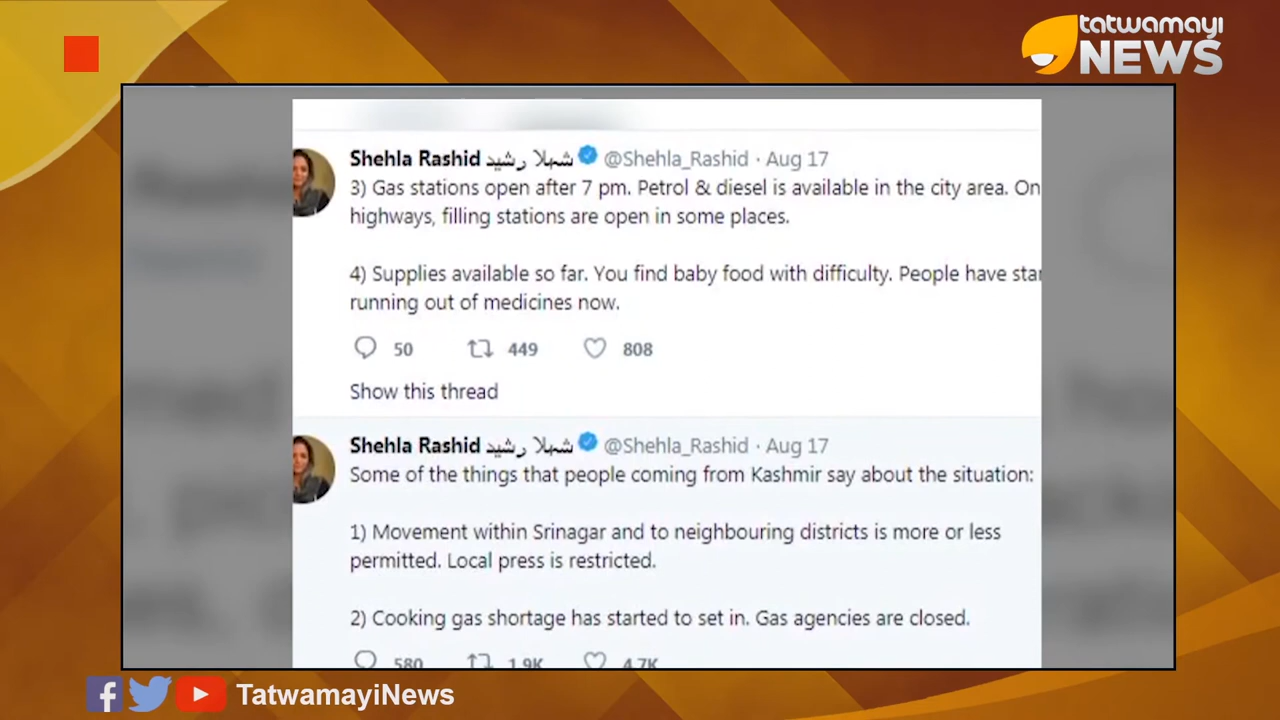 tatwamayi
NEWS
Shehla Rashid شہلا رشید @Shehla_Rashid · Aug 17
3) Gas stations open after 7 pm. Petrol & diesel is available in the city area. On
highways, filling stations are open in some places.
4) Supplies available so far. You find baby food with difficulty. People have star
running out of medicines now.
50 449 808
Show this thread
Shehla Rashid شہلا رشید @Shehla_Rashid · Aug 17
Some of the things that people coming from Kashmir say about the situation:
1) Movement within Srinagar and to neighbouring districts is more or less
permitted. Local press is restricted.
2) Cooking gas shortage has started to set in. Gas agencies are closed.
580 1.9K 4.7K
TatwamayiNews